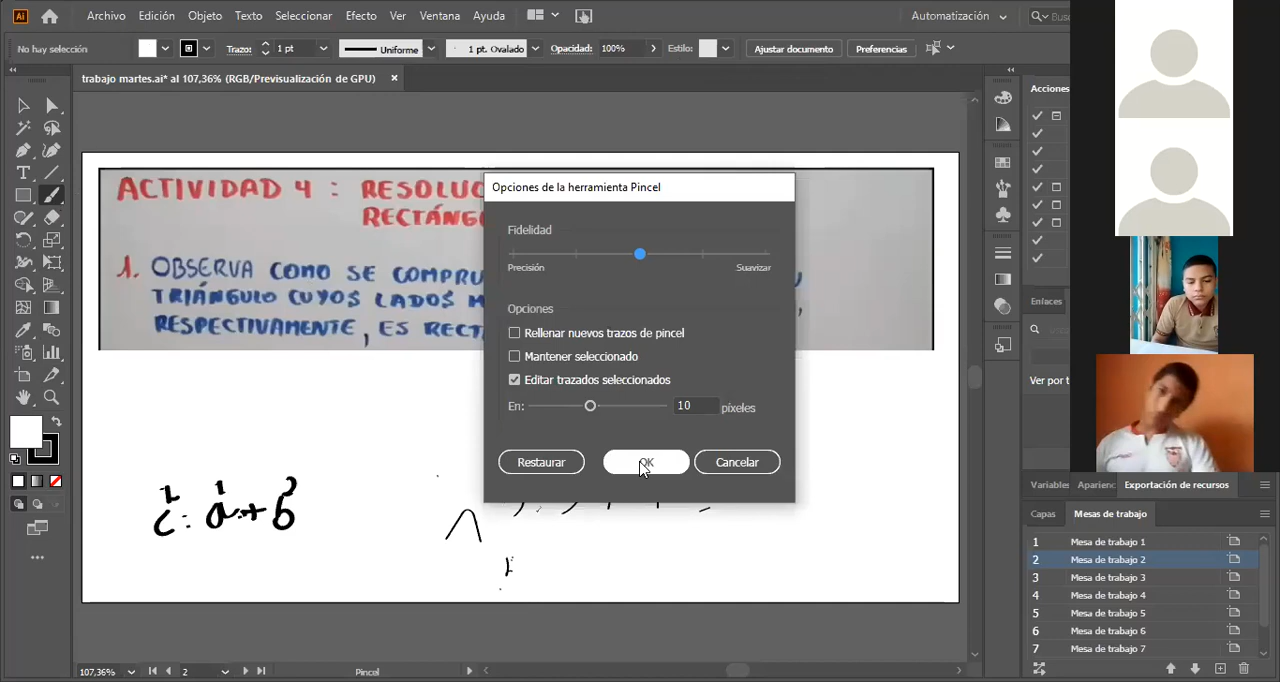 Ai
Archivo Edición Objeto Texto Seleccionar Efecto Ver Ventana Ayuda
Automatización
No hay selección
Trazo: 1 pt
Uniforme
1 pt. Ovalado
Opacidad: 100%
Estilo:
Ajustar documento
Preferencias
trabajo martes.ai* al 107,36% (RGB/Previsualización de GPU)
Acciones
ACTIVIDAD 4 :
RECTÁNG
1. OBSERVA COMO SE
TRIÁNGULO CUYOS LADOS
RESPECTIVAMENTE, ES
Opciones de la herramienta Pincel
Fidelidad
Precisión Suavizar
Opciones
Rellenar nuevos trazos de pincel
Mantener seleccionado
Editar trazados seleccionados
En: 10 píxeles
Restaurar OK Cancelar
Enlaces
Ver por t
Variables Aparienc Exportación de recursos
Capas Mesas de trabajo
1 Mesa de trabajo 1
2 Mesa de trabajo 2
3 Mesa de trabajo 3
4 Mesa de trabajo 4
5 Mesa de trabajo 5
6 Mesa de trabajo 6
7 Mesa de trabajo 7
107,36% 2 Pincel